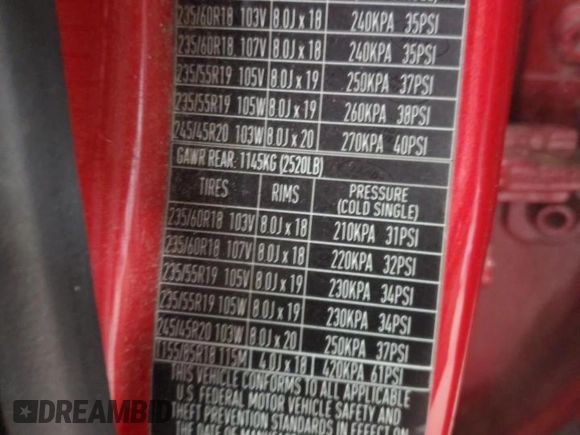 235/60R18 103V 8.0J x 18 240KPA 35PSI
235/60R18 107V 8.0J x 18 240KPA 35PSI
235/55R19 105V 8.0J x 19 250KPA 37PSI
235/55R19 105W 8.0J x 19 260KPA 38PSI
245/45R20 103W 8.0J x 20 270KPA 40PSI
GAWR REAR: 1145KG (2520LB)
TIRES RIMS PRESSURE
(COLD SINGLE)
235/60R18 103V 8.0J x 18 210KPA 31PSI
235/60R18 107V 8.0J x 18 220KPA 32PSI
235/55R19 105V 8.0J x 19 230KPA 34PSI
235/55R19 105W 8.0J x 19 230KPA 34PSI
245/45R20 103W 8.0J x 20 250KPA 37PSI
T155/85R18 115M 4.0J x 18 420KPA 61PSI
THIS VEHICLE CONFORMS TO ALL APPLICABLE
U.S. FEDERAL MOTOR VEHICLE SAFETY AND
THEFT PREVENTION STANDARDS IN EFFECT ON
DREAMBID